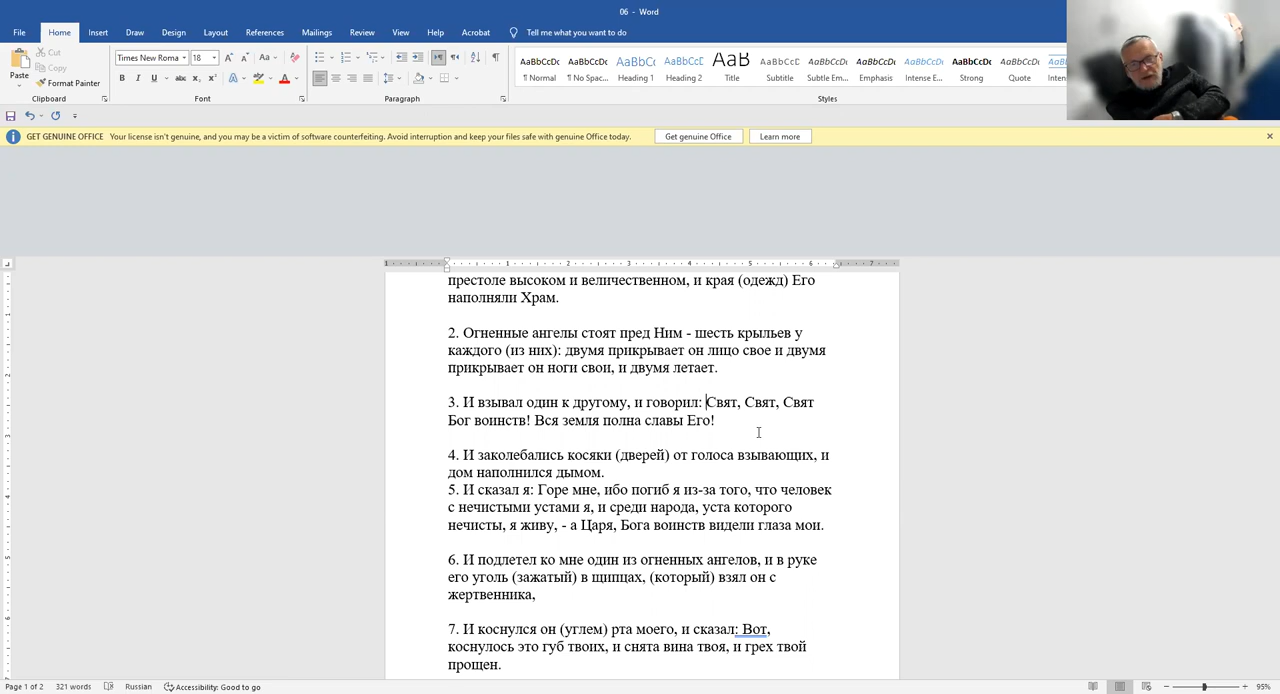 06 - Word
File Home Insert Draw Design Layout References Mailings Review View Help Acrobat Tell me what you want to do
Paste
Cut
Copy
Format Painter
Times New Roma 18
Clipboard Font Paragraph Styles
AaBbCcDc AaBbCcDc AaBbCc AaBbCcD AaB AaBbCcD AaBbCcDc AaBbCcDc AaBbCcDc AaBbCcDc AaBbCcDc
¶ Normal ¶ No Spac... Heading 1 Heading 2 Title Subtitle Subtle Em... Emphasis Intense E... Strong Quote
GET GENUINE OFFICE Your license isn't genuine, and you may be a victim of software counterfeiting. Avoid interruption and keep your files safe with genuine Office today. Get genuine Office Learn more
престоле высоком и величественном, и края (одежд) Его
наполняли Храм.
2. Огненные ангелы стоят пред Ним - шесть крыльев у
каждого (из них): двумя прикрывает он лицо свое и двумя
прикрывает он ноги свои, и двумя летает.
3. И взывал один к другому, и говорил: Свят, Свят, Свят
Бог воинств! Вся земля полна славы Его!
4. И заколебались косяки (дверей) от голоса взывающих, и
дом наполнился дымом.
5. И сказал я: Горе мне, ибо погиб я из-за того, что человек
с нечистыми устами я, и среди народа, уста которого
нечисты, я живу, - а Царя, Бога воинств видели глаза мои.
6. И подлетел ко мне один из огненных ангелов, и в руке
его уголь (зажатый) в щипцах, (который) взял он с
жертвенника,
7. И коснулся он (углем) рта моего, и сказал: Вот,
коснулось это губ твоих, и снята вина твоя, и грех твой
прощен.
Page 1 of 2 321 words Russian Accessibility: Good to go 95%